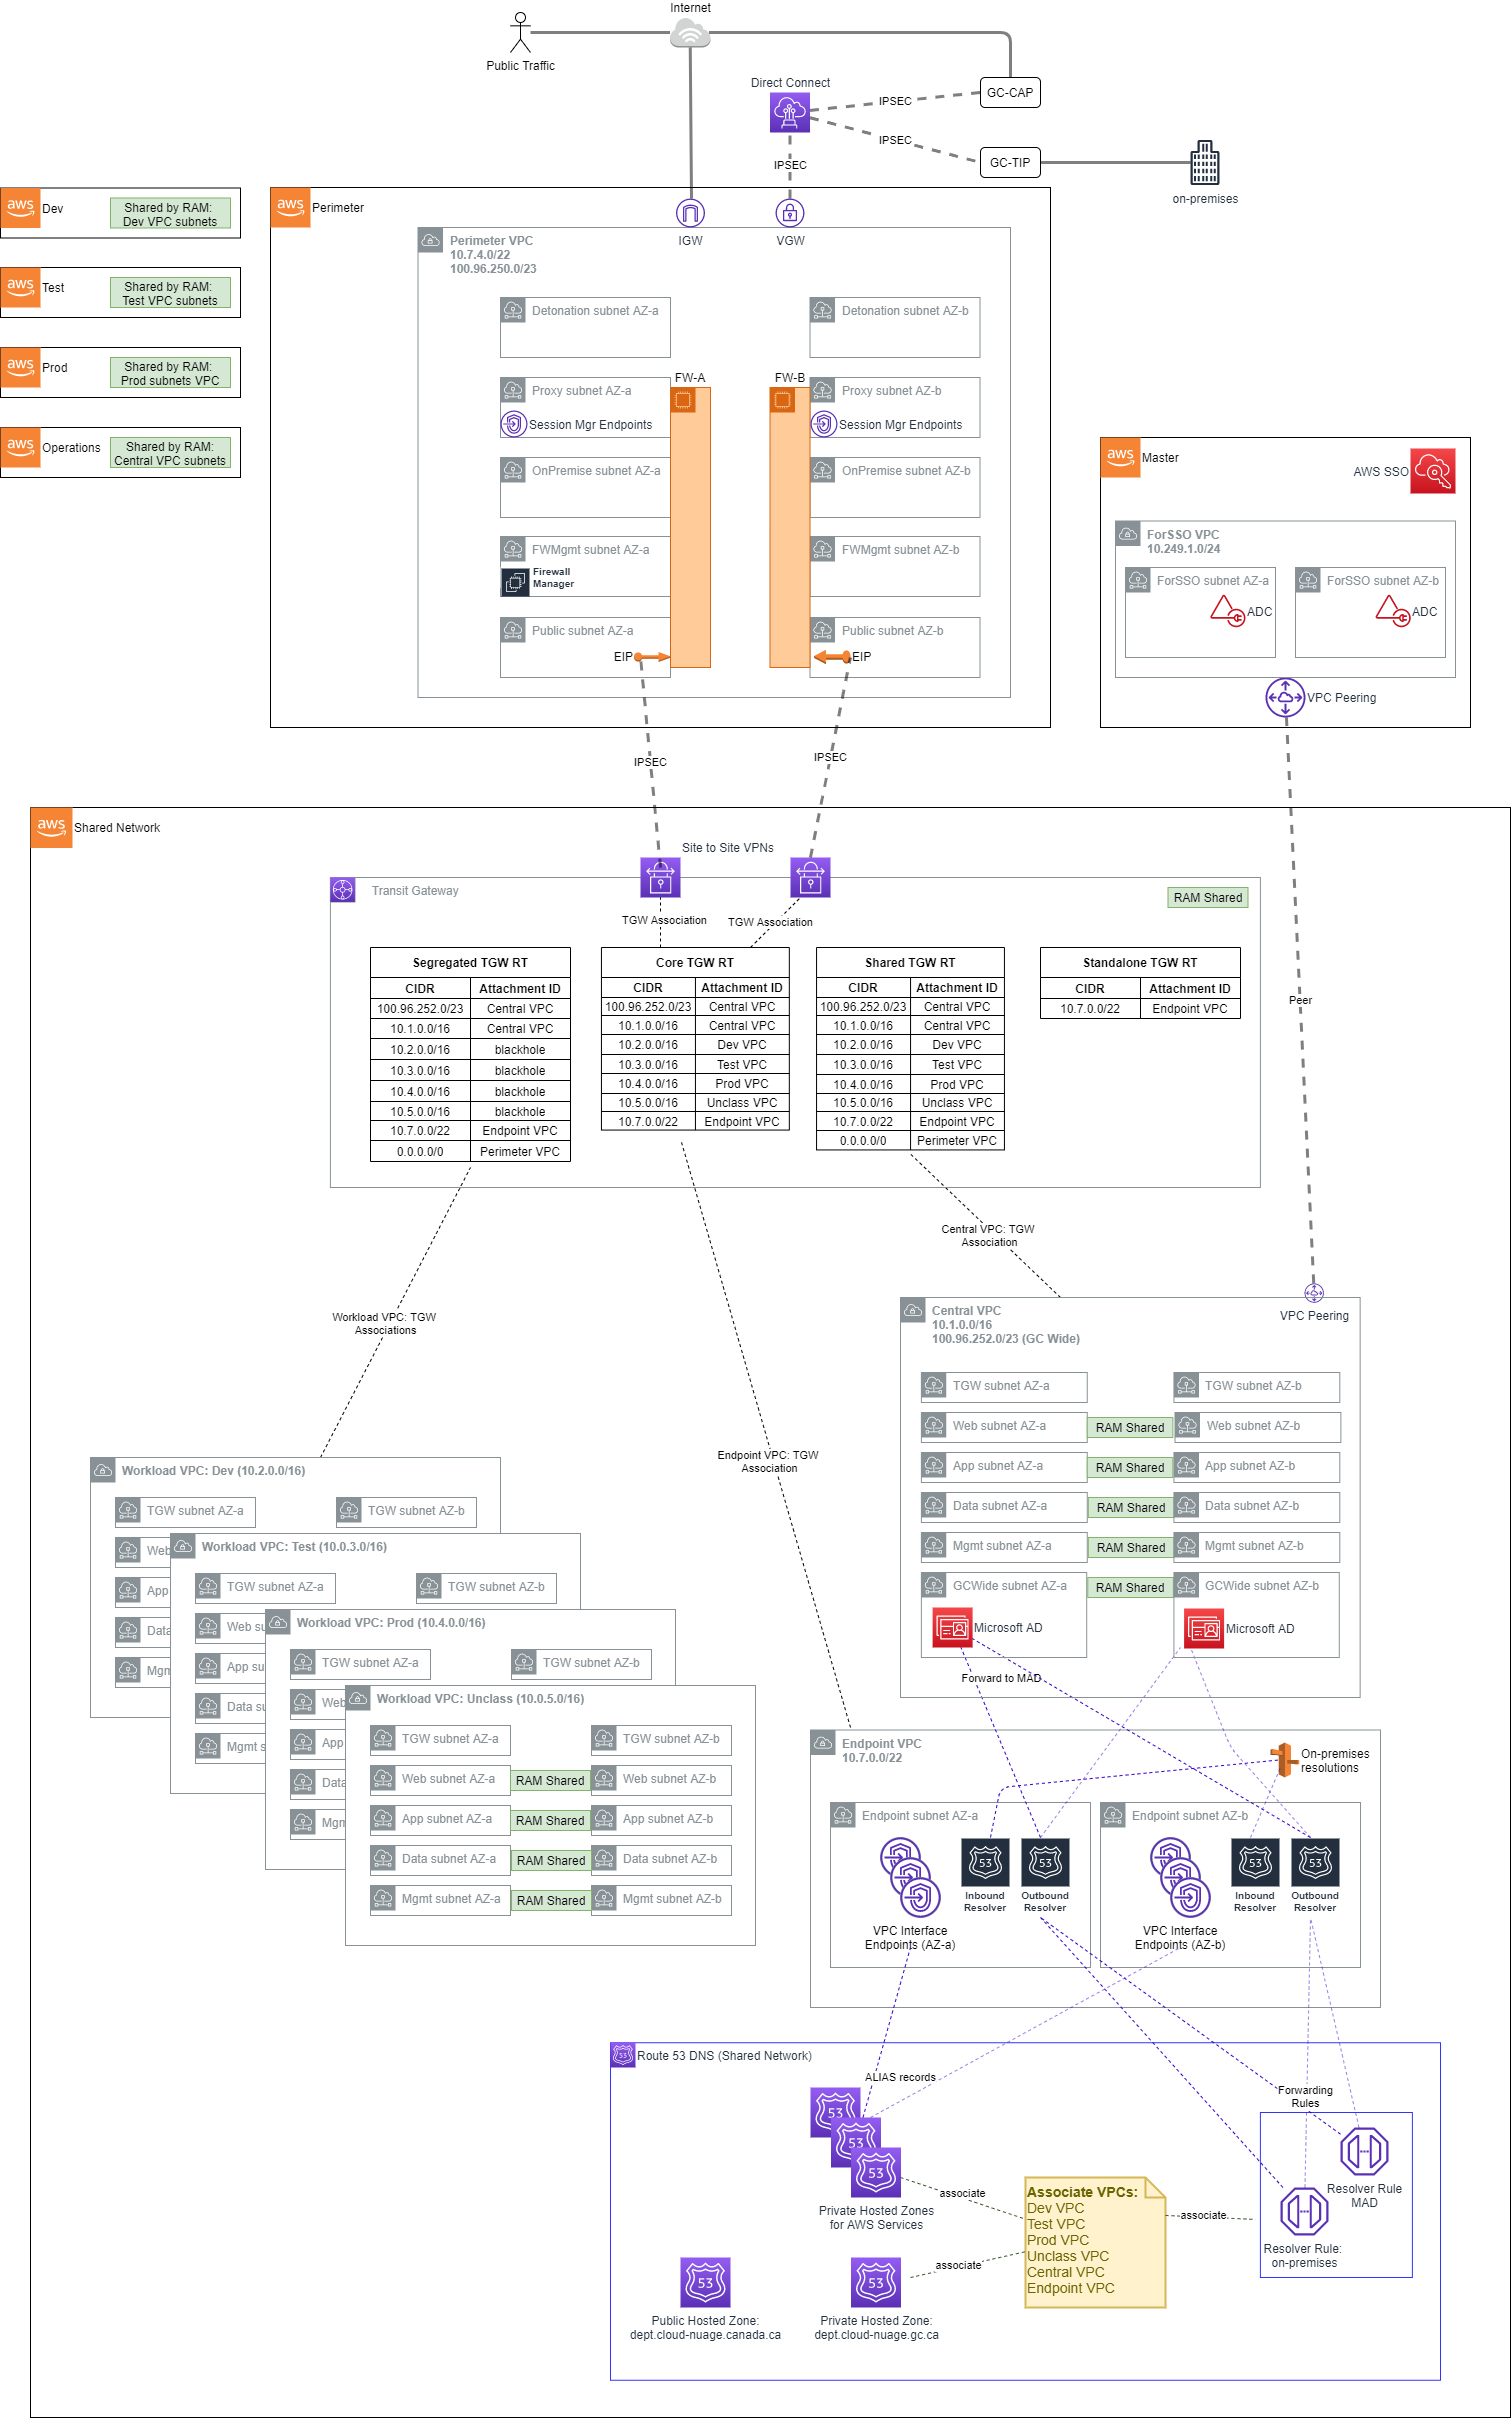 Internet
Public Traffic
Direct Connect
IPSEC
GC-CAP
IPSEC
GC-TIP
IPSEC
on-premises
aws
Dev
Shared by RAM:
Dev VPC subnets
aws
Test
Shared by RAM:
Test VPC subnets
aws
Prod
Shared by RAM:
Prod subnets VPC
aws
Operations
Shared by RAM:
Central VPC subnets
aws
Perimeter
IGW
VGW
Perimeter VPC
10.7.4.0/22
100.96.250.0/23
Detonation subnet AZ-a
Detonation subnet AZ-b
FW-A
FW-B
Proxy subnet AZ-a
Session Mgr Endpoints
Proxy subnet AZ-b
Session Mgr Endpoints
OnPremise subnet AZ-a
OnPremise subnet AZ-b
FWMgmt subnet AZ-a
Firewall
Manager
FWMgmt subnet AZ-b
Public subnet AZ-a
EIP
Public subnet AZ-b
EIP
aws
Master
AWS SSO
ForSSO VPC
10.249.1.0/24
ForSSO subnet AZ-a
ADC
ForSSO subnet AZ-b
ADC
VPC Peering
IPSEC
IPSEC
Peer
aws
Shared Network
Site to Site VPNs
Transit Gateway
RAM Shared
TGW Association
TGW Association
Segregated TGW RT
CIDR Attachment ID
100.96.252.0/23 Central VPC
10.1.0.0/16 Central VPC
10.2.0.0/16 blackhole
10.3.0.0/16 blackhole
10.4.0.0/16 blackhole
10.5.0.0/16 blackhole
10.7.0.0/22 Endpoint VPC
0.0.0.0/0 Perimeter VPC
Core TGW RT
CIDR Attachment ID
100.96.252.0/23 Central VPC
10.1.0.0/16 Central VPC
10.2.0.0/16 Dev VPC
10.3.0.0/16 Test VPC
10.4.0.0/16 Prod VPC
10.5.0.0/16 Unclass VPC
10.7.0.0/22 Endpoint VPC
Shared TGW RT
CIDR Attachment ID
100.96.252.0/23 Central VPC
10.1.0.0/16 Central VPC
10.2.0.0/16 Dev VPC
10.3.0.0/16 Test VPC
10.4.0.0/16 Prod VPC
10.5.0.0/16 Unclass VPC
10.7.0.0/22 Endpoint VPC
0.0.0.0/0 Perimeter VPC
Standalone TGW RT
CIDR Attachment ID
10.7.0.0/22 Endpoint VPC
Central VPC: TGW
Association
Workload VPC: TGW
Associations
Endpoint VPC: TGW
Association
Central VPC
10.1.0.0/16
100.96.252.0/23 (GC Wide)
VPC Peering
TGW subnet AZ-a
TGW subnet AZ-b
Web subnet AZ-a
RAM Shared
Web subnet AZ-b
App subnet AZ-a
RAM Shared
App subnet AZ-b
Data subnet AZ-a
RAM Shared
Data subnet AZ-b
Mgmt subnet AZ-a
RAM Shared
Mgmt subnet AZ-b
GCWide subnet AZ-a
RAM Shared
GCWide subnet AZ-b
Microsoft AD
Microsoft AD
Forward to MAD
Workload VPC: Dev (10.2.0.0/16)
TGW subnet AZ-a
TGW subnet AZ-b
Web
App
Data
Mgm
Workload VPC: Test (10.0.3.0/16)
TGW subnet AZ-a
TGW subnet AZ-b
Web su
App su
Data su
Mgmt s
Workload VPC: Prod (10.4.0.0/16)
TGW subnet AZ-a
TGW subnet AZ-b
Web
App
Data
Mgm
Workload VPC: Unclass (10.0.5.0/16)
TGW subnet AZ-a
TGW subnet AZ-b
Web subnet AZ-a
RAM Shared
Web subnet AZ-b
App subnet AZ-a
RAM Shared
App subnet AZ-b
Data subnet AZ-a
RAM Shared
Data subnet AZ-b
Mgmt subnet AZ-a
RAM Shared
Mgmt subnet AZ-b
Endpoint VPC
10.7.0.0/22
On-premises
resolutions
Endpoint subnet AZ-a
53
53
Inbound
Resolver
Outbound
Resolver
VPC Interface
Endpoints (AZ-a)
Endpoint subnet AZ-b
53
53
Inbound
Resolver
Outbound
Resolver
VPC Interface
Endpoints (AZ-b)
53
Route 53 DNS (Shared Network)
ALIAS records
53
53
53
Private Hosted Zones
for AWS Services
associate
Forwarding
Rules
Associate VPCs:
Dev VPC
Test VPC
Prod VPC
Unclass VPC
Central VPC
Endpoint VPC
associate
Resolver Rule
MAD
Resolver Rule:
on-premises
associate
53
Public Hosted Zone:
dept.cloud-nuage.canada.ca
53
Private Hosted Zone:
dept.cloud-nuage.gc.ca